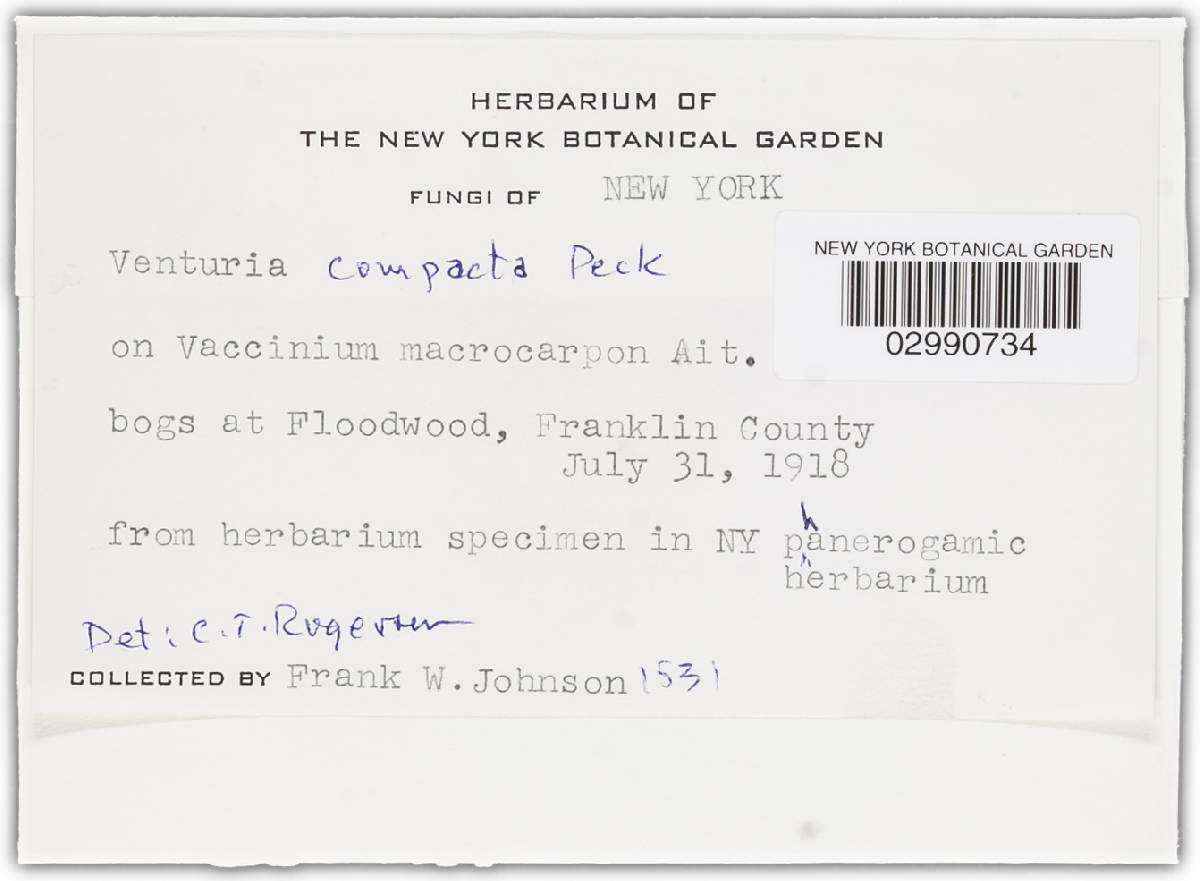 HERBARIUM OF
THE NEW YORK BOTANICAL GARDEN
FUNGI OF NEW YORK
NEW YORK BOTANICAL GARDEN
02990734
Venturia compacta Peck
on Vaccinium macrocarpon Ait.
bogs at Floodwood, Franklin County
July 31, 1918
from herbarium specimen in NY phanerogamic
herbarium
Det: C.T. Rogerson
COLLECTED BY Frank W. Johnson 1531